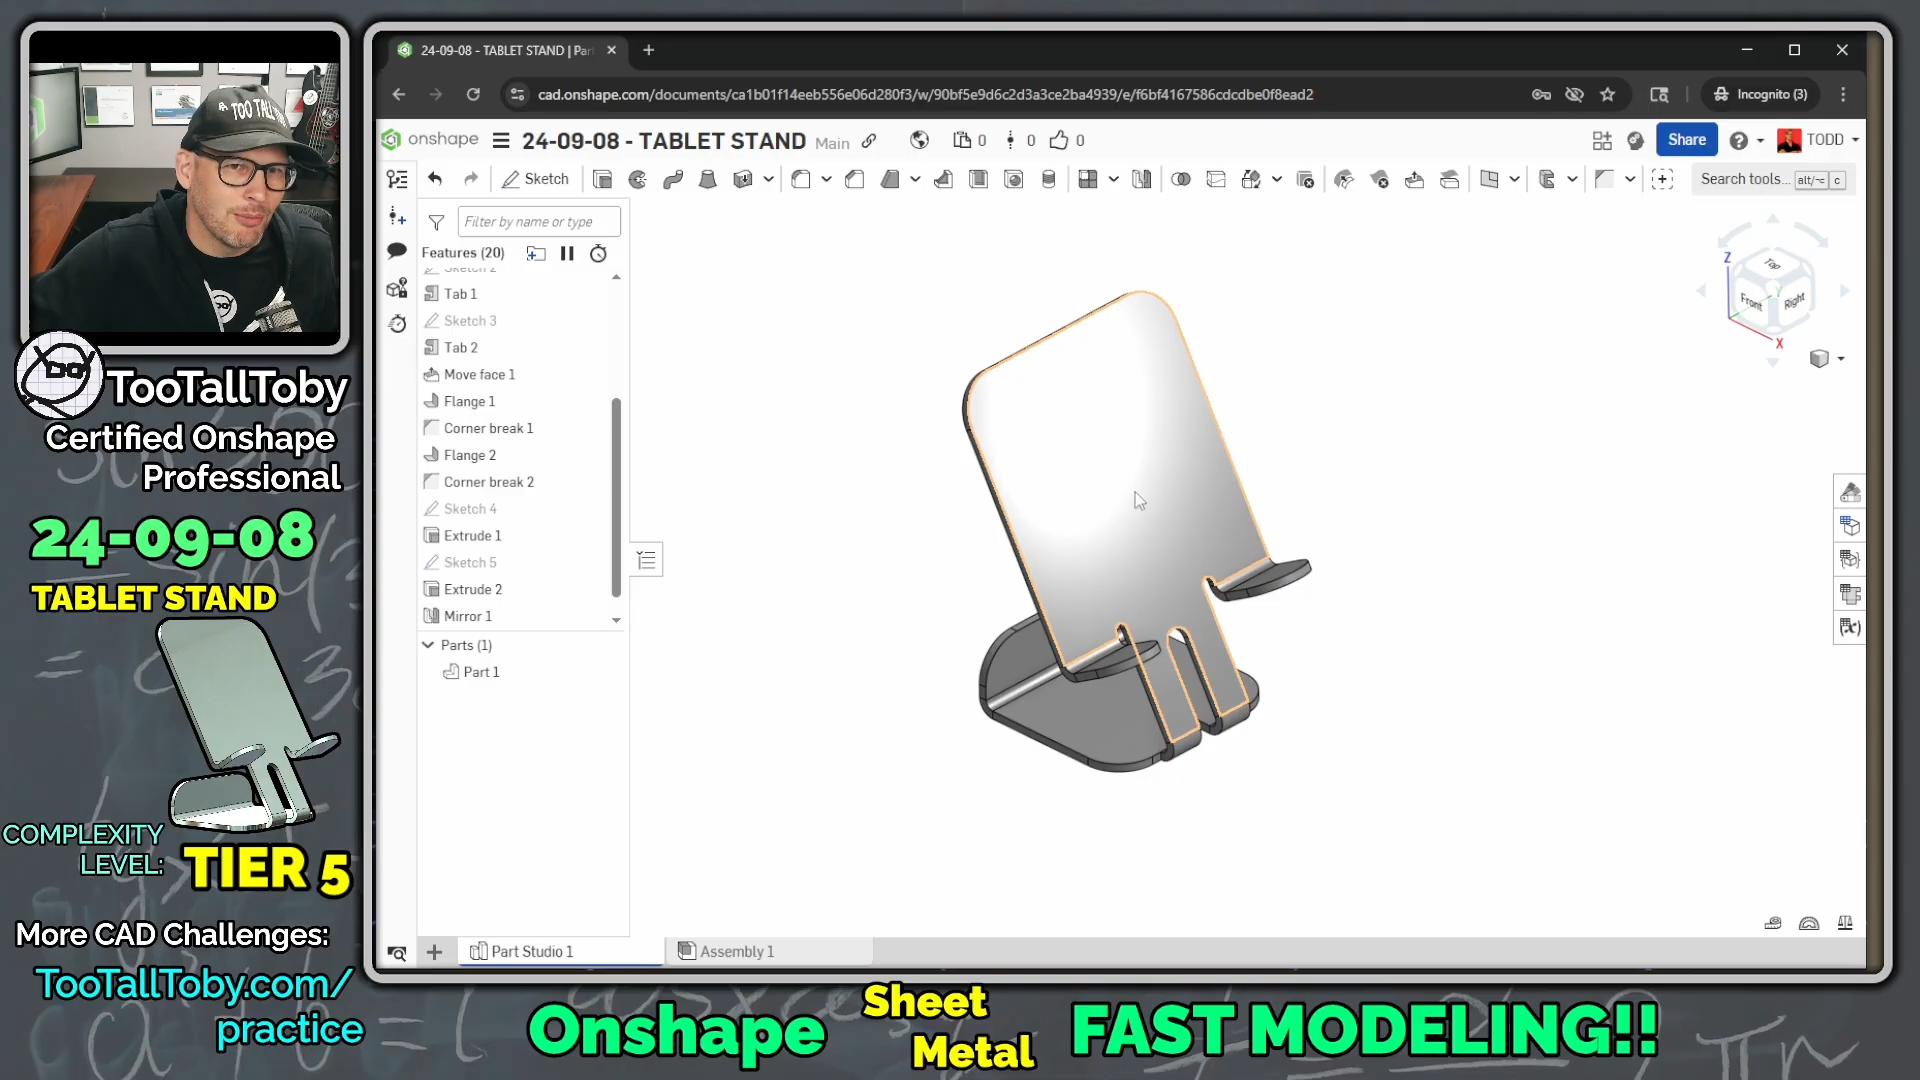 TOO TALL
TooTallToby
Certified Onshape
Professional
24-09-08
TABLET STAND
COMPLEXITY
LEVEL:
TIER 5
More CAD Challenges:
TooTallToby.com/
practice
24-09-08 - TABLET STAND | Par
cad.onshape.com/documents/ca1b01f14eeb556e06d280f3/w/90bf5e9d6c2d3a3ce2ba4939/e/f6bf4167586cdcdbe0f8ead2
Incognito (3)
onshape
24-09-08 - TABLET STAND
Main
0
0
0
Share
TODD
Sketch
Search tools...
alt/⌥
c
Filter by name or type
Features (20)
Sketch 2
Tab 1
Sketch 3
Tab 2
Move face 1
Flange 1
Corner break 1
Flange 2
Corner break 2
Sketch 4
Extrude 1
Sketch 5
Extrude 2
Mirror 1
Parts (1)
Part 1
Z
Top
Front
Right
Y
X
(x)
Part Studio 1
Assembly 1
Onshape
Sheet
Metal
FAST MODELING!!